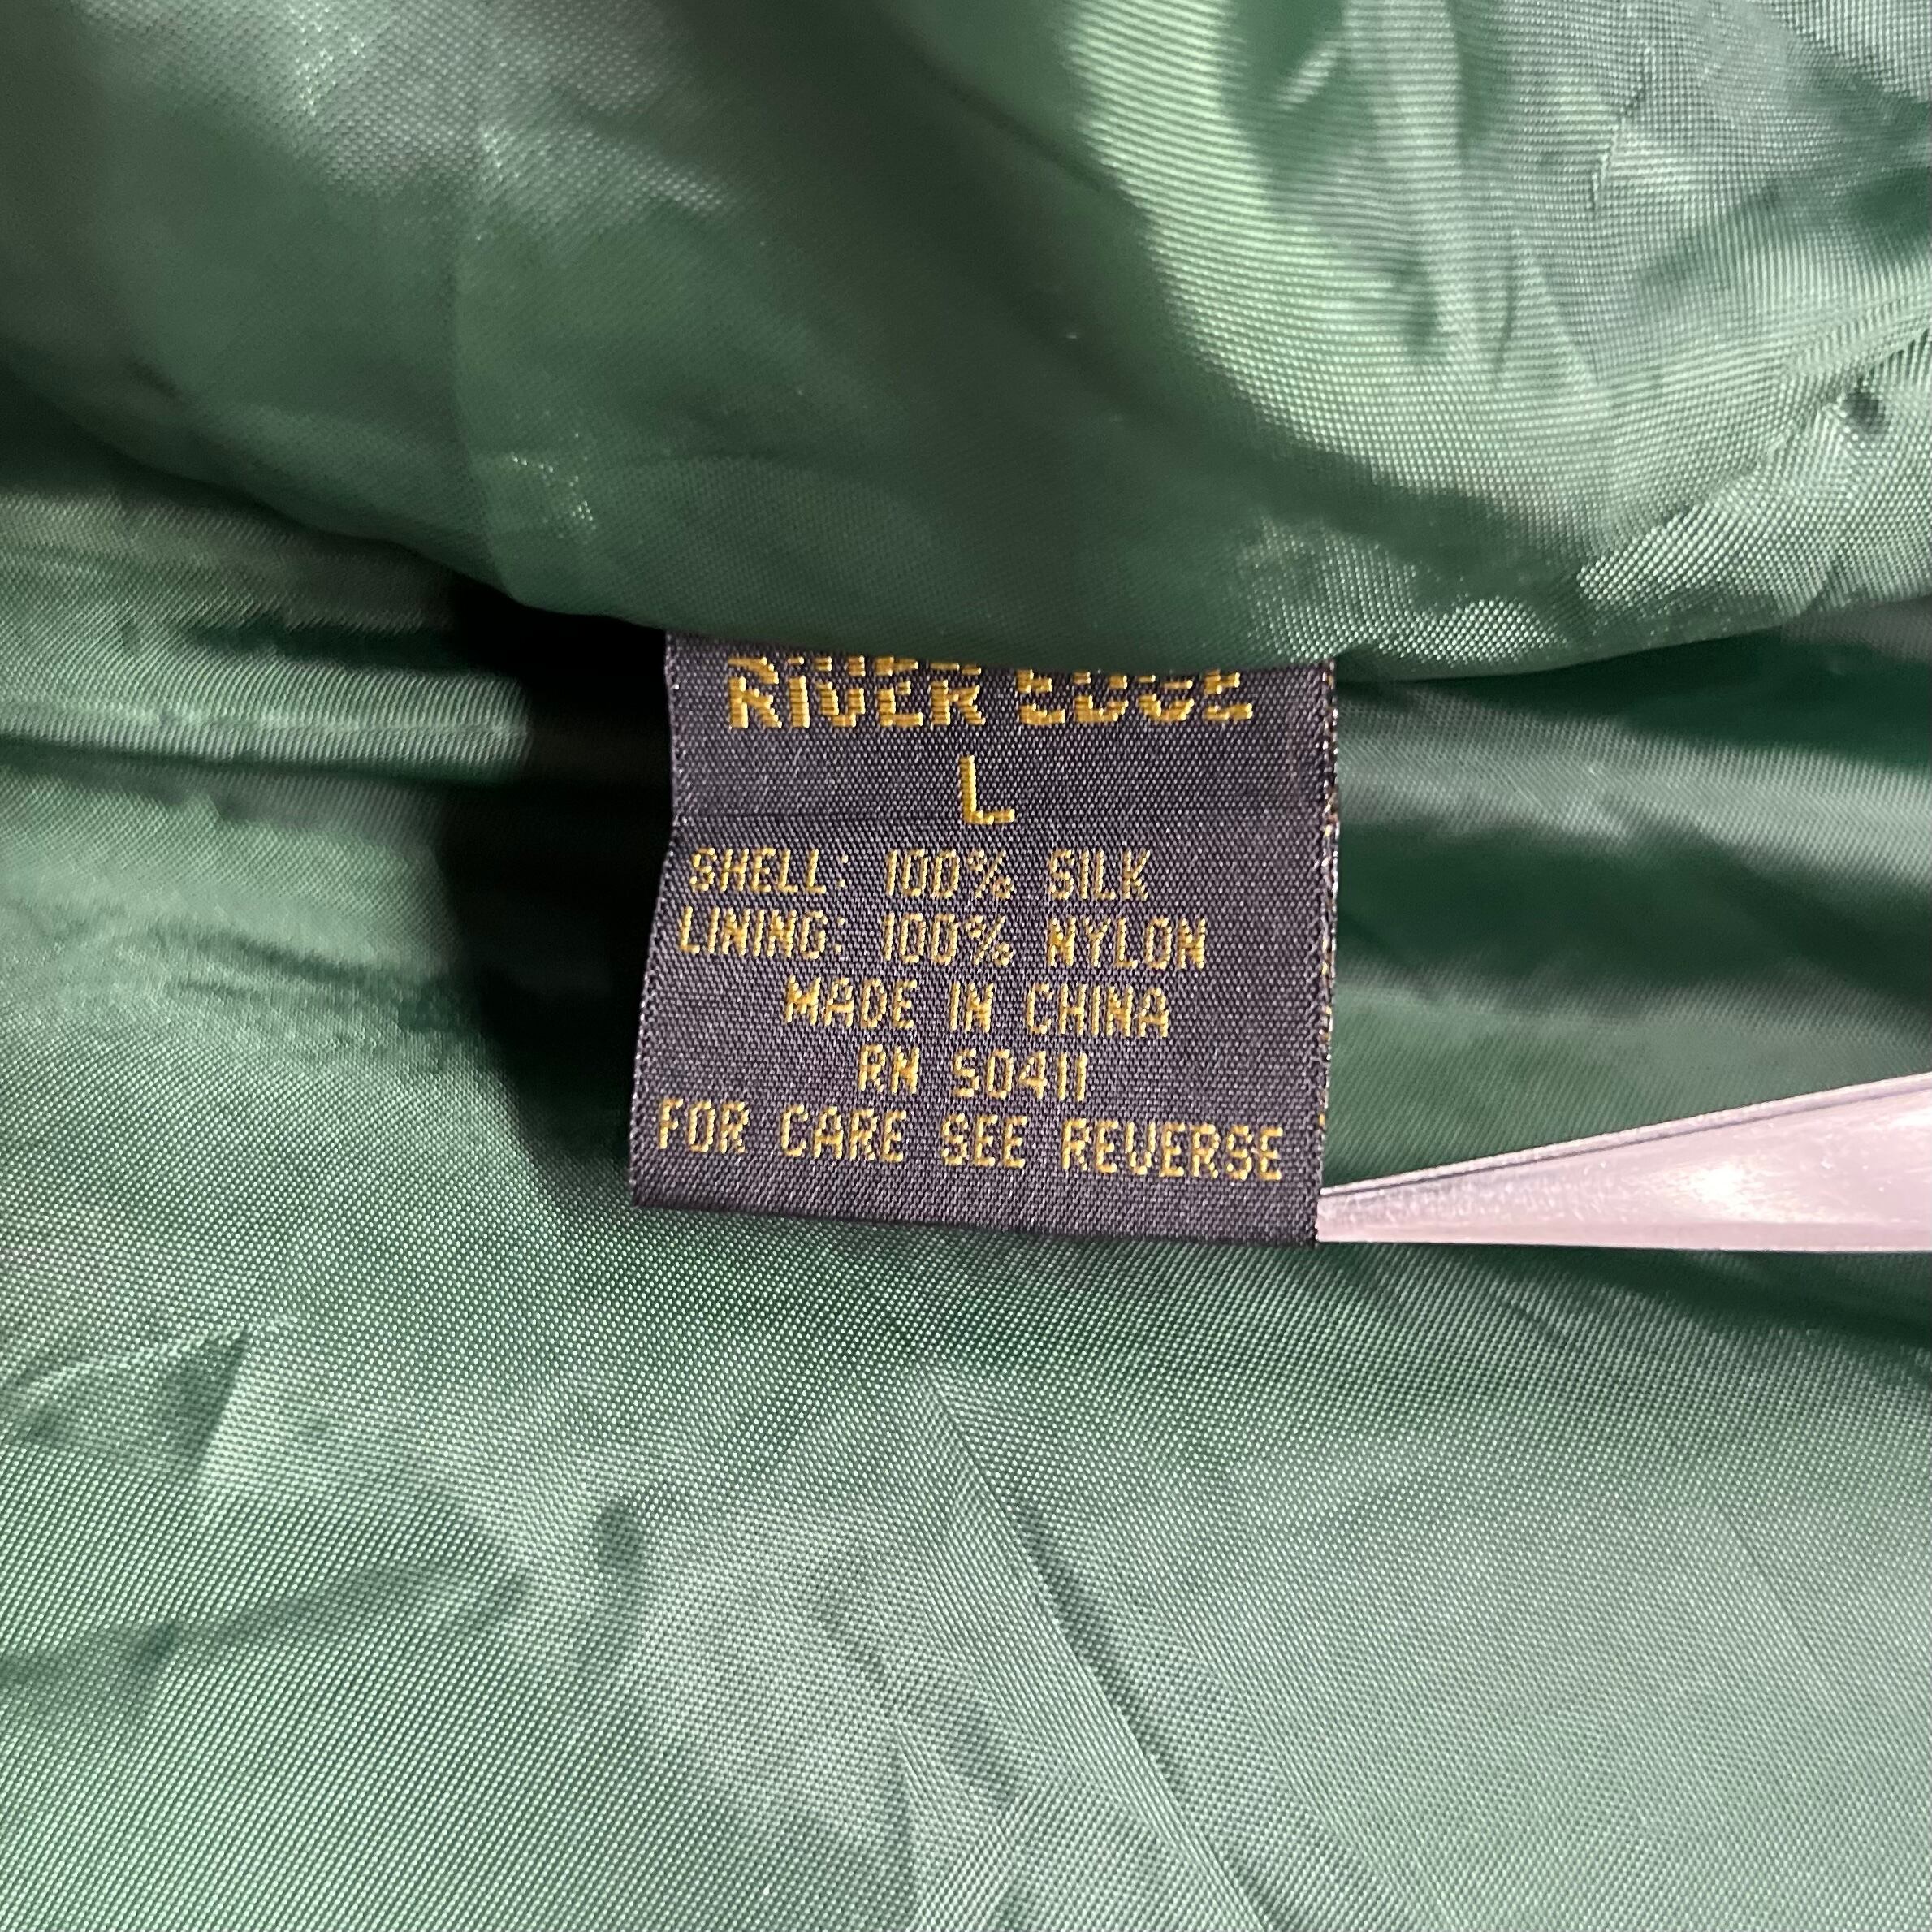 RIVER EDGE
L
SHELL: 100% SILK
LINING: 100% NYLON
MADE IN CHINA
RN 50411
FOR CARE SEE REVERSE